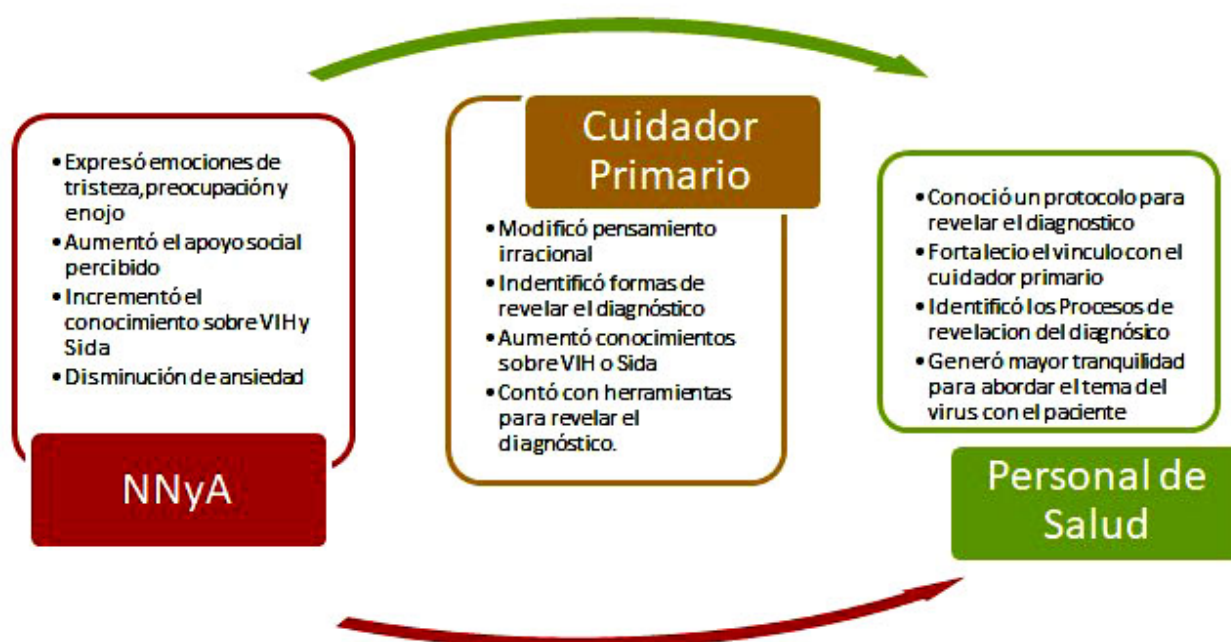 • Expresó emociones de
tristeza, preocupación y
enojo
• Aumentó el apoyo social
percibido
• Incrementó el
conocimiento sobre VIH y
Sida
• Disminución de ansiedad
NNyA
Cuidador
Primario
• Modificó pensamiento
irracional
• Indentificó formas de
revelar el diagnóstico
• Aumentó conocimientos
sobre VIH o Sida
• Contó con herramientas
para revelar el
diagnóstico.
• Conoció un protocolo para
revelar el diagnostico
• Fortalecio el vinculo con el
cuidador primario
• Identificó los Procesos de
revelacion del diagnósico
• Generó mayor tranquilidad
para abordar el tema del
virus con el paciente
Personal de
Salud